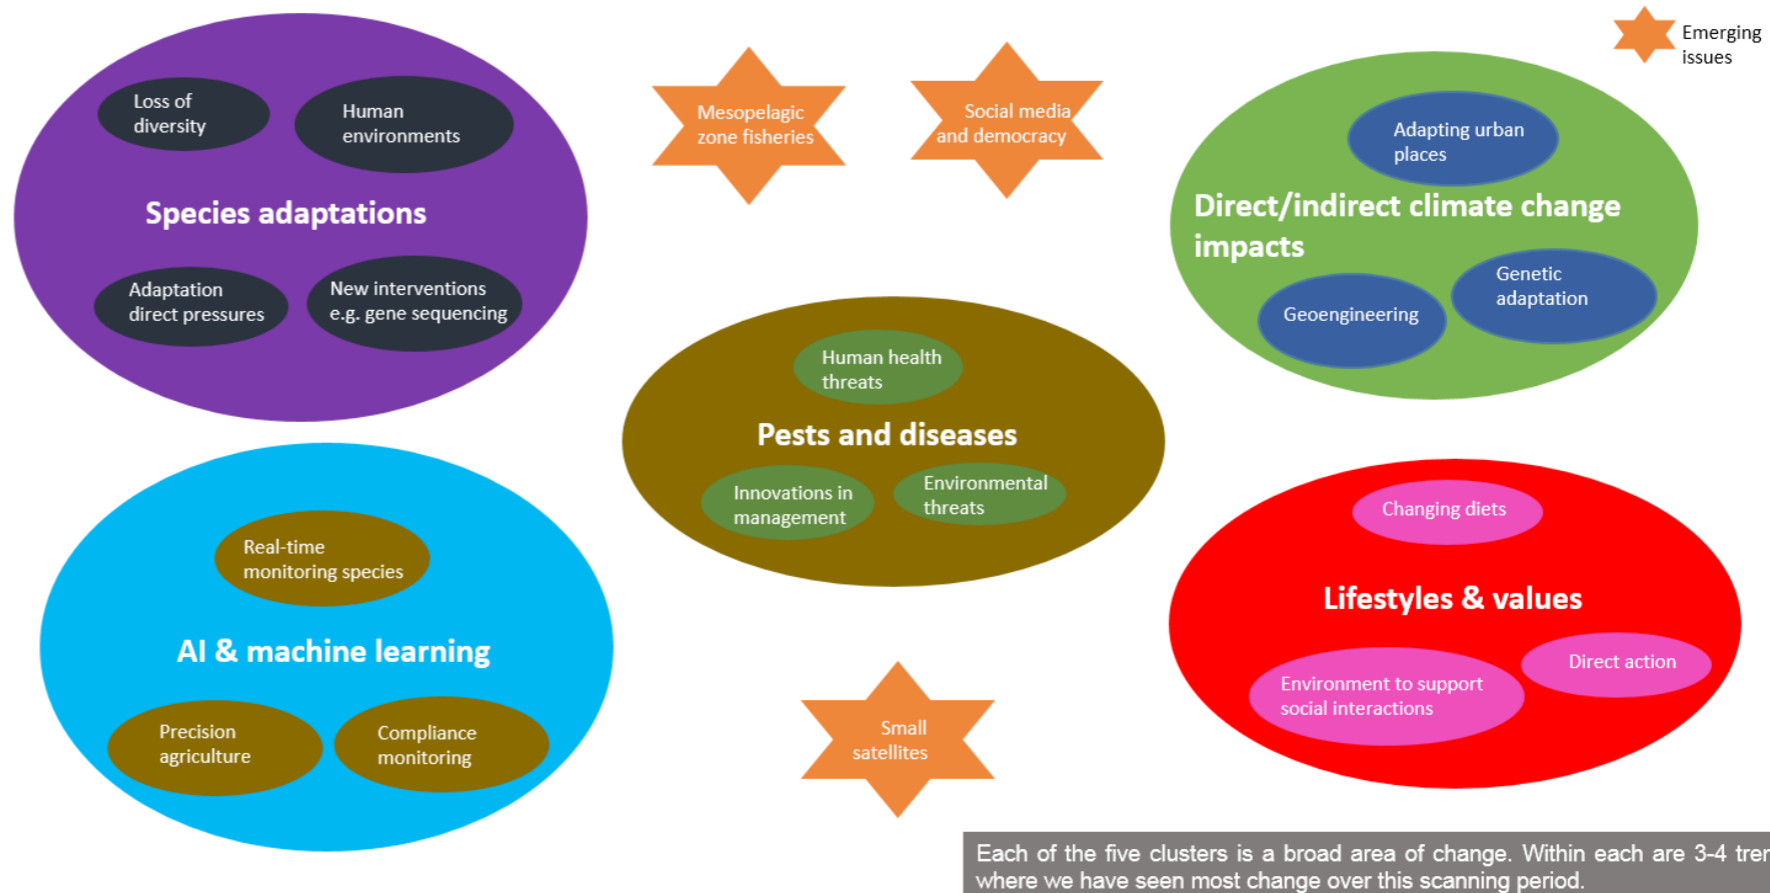 Emerging
issues
Loss of
diversity
Human
environments
Species adaptations
Adaptation
direct pressures
New interventions
e.g. gene sequencing
Mesopelagic
zone fisheries
Social media
and democracy
Adapting urban
places
Direct/indirect climate change
impacts
Geoengineering
Genetic
adaptation
Human health
threats
Pests and diseases
Innovations in
management
Environmental
threats
Real-time
monitoring species
AI & machine learning
Precision
agriculture
Compliance
monitoring
Changing diets
Lifestyles & values
Environment to support
social interactions
Direct action
Small
satellites
Each of the five clusters is a broad area of change. Within each are 3-4
where we have seen most change over this scanning period.